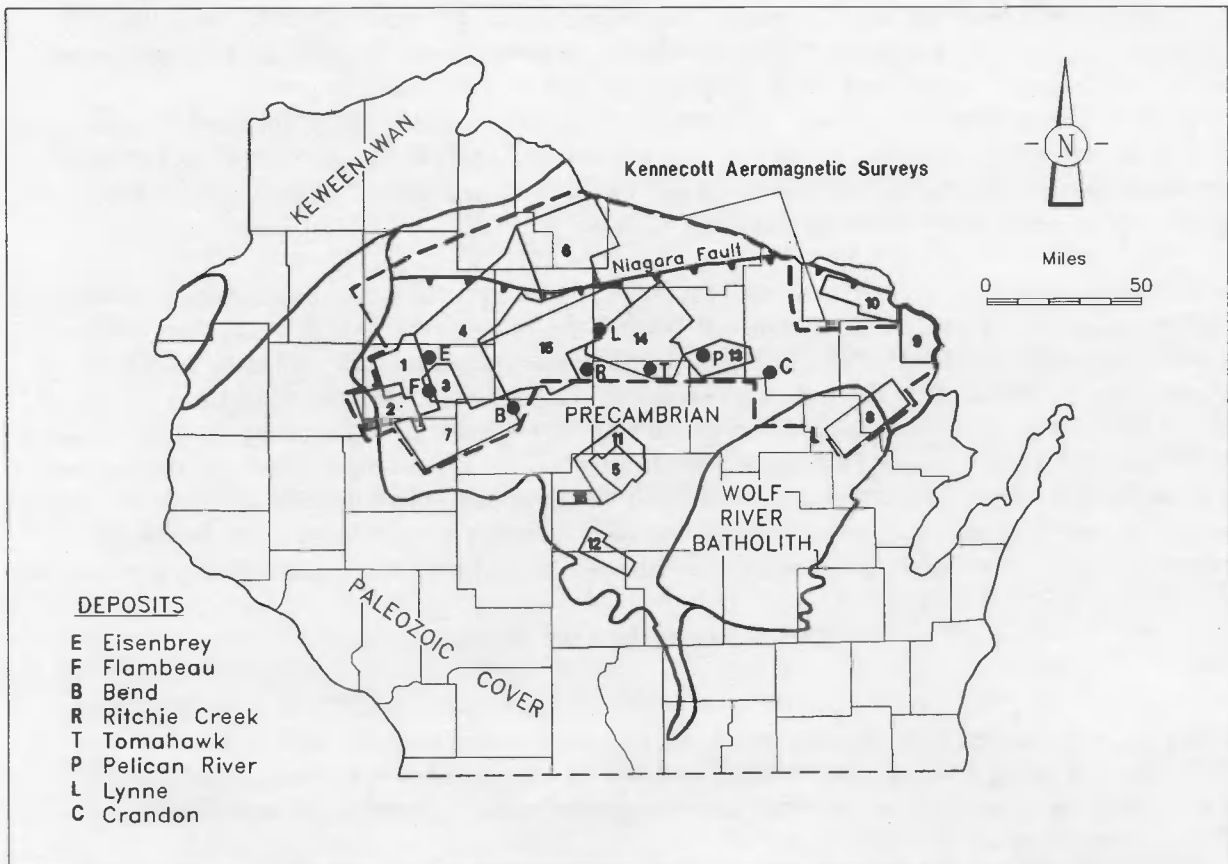 KEWEENAWAN
Kennecott Aeromagnetic Surveys
N
Miles
0 50
Niagara Fault
6
10
9
4
15
L
14
P
13
C
1
E
3
F
2
R
T
B
7
8
PRECAMBRIAN
11
5
12
WOLF
RIVER
BATHOLITH
PALEOZOIC
COVER
DEPOSITS
E Eisenbrey
F Flambeau
B Bend
R Ritchie Creek
T Tomahawk
P Pelican River
L Lynne
C Crandon